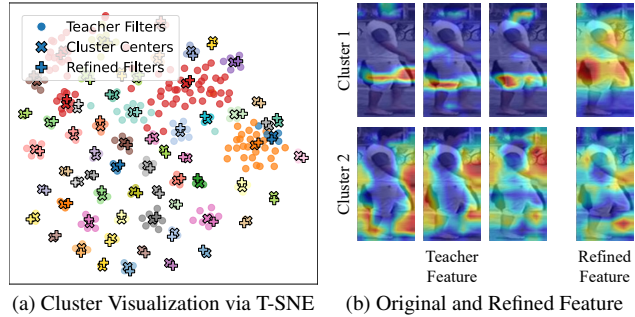 Teacher Filters
Cluster Centers
Refined Filters
Cluster 1
Cluster 2
Teacher
Feature
Refined
Feature
(a) Cluster Visualization via T-SNE
(b) Original and Refined Feature